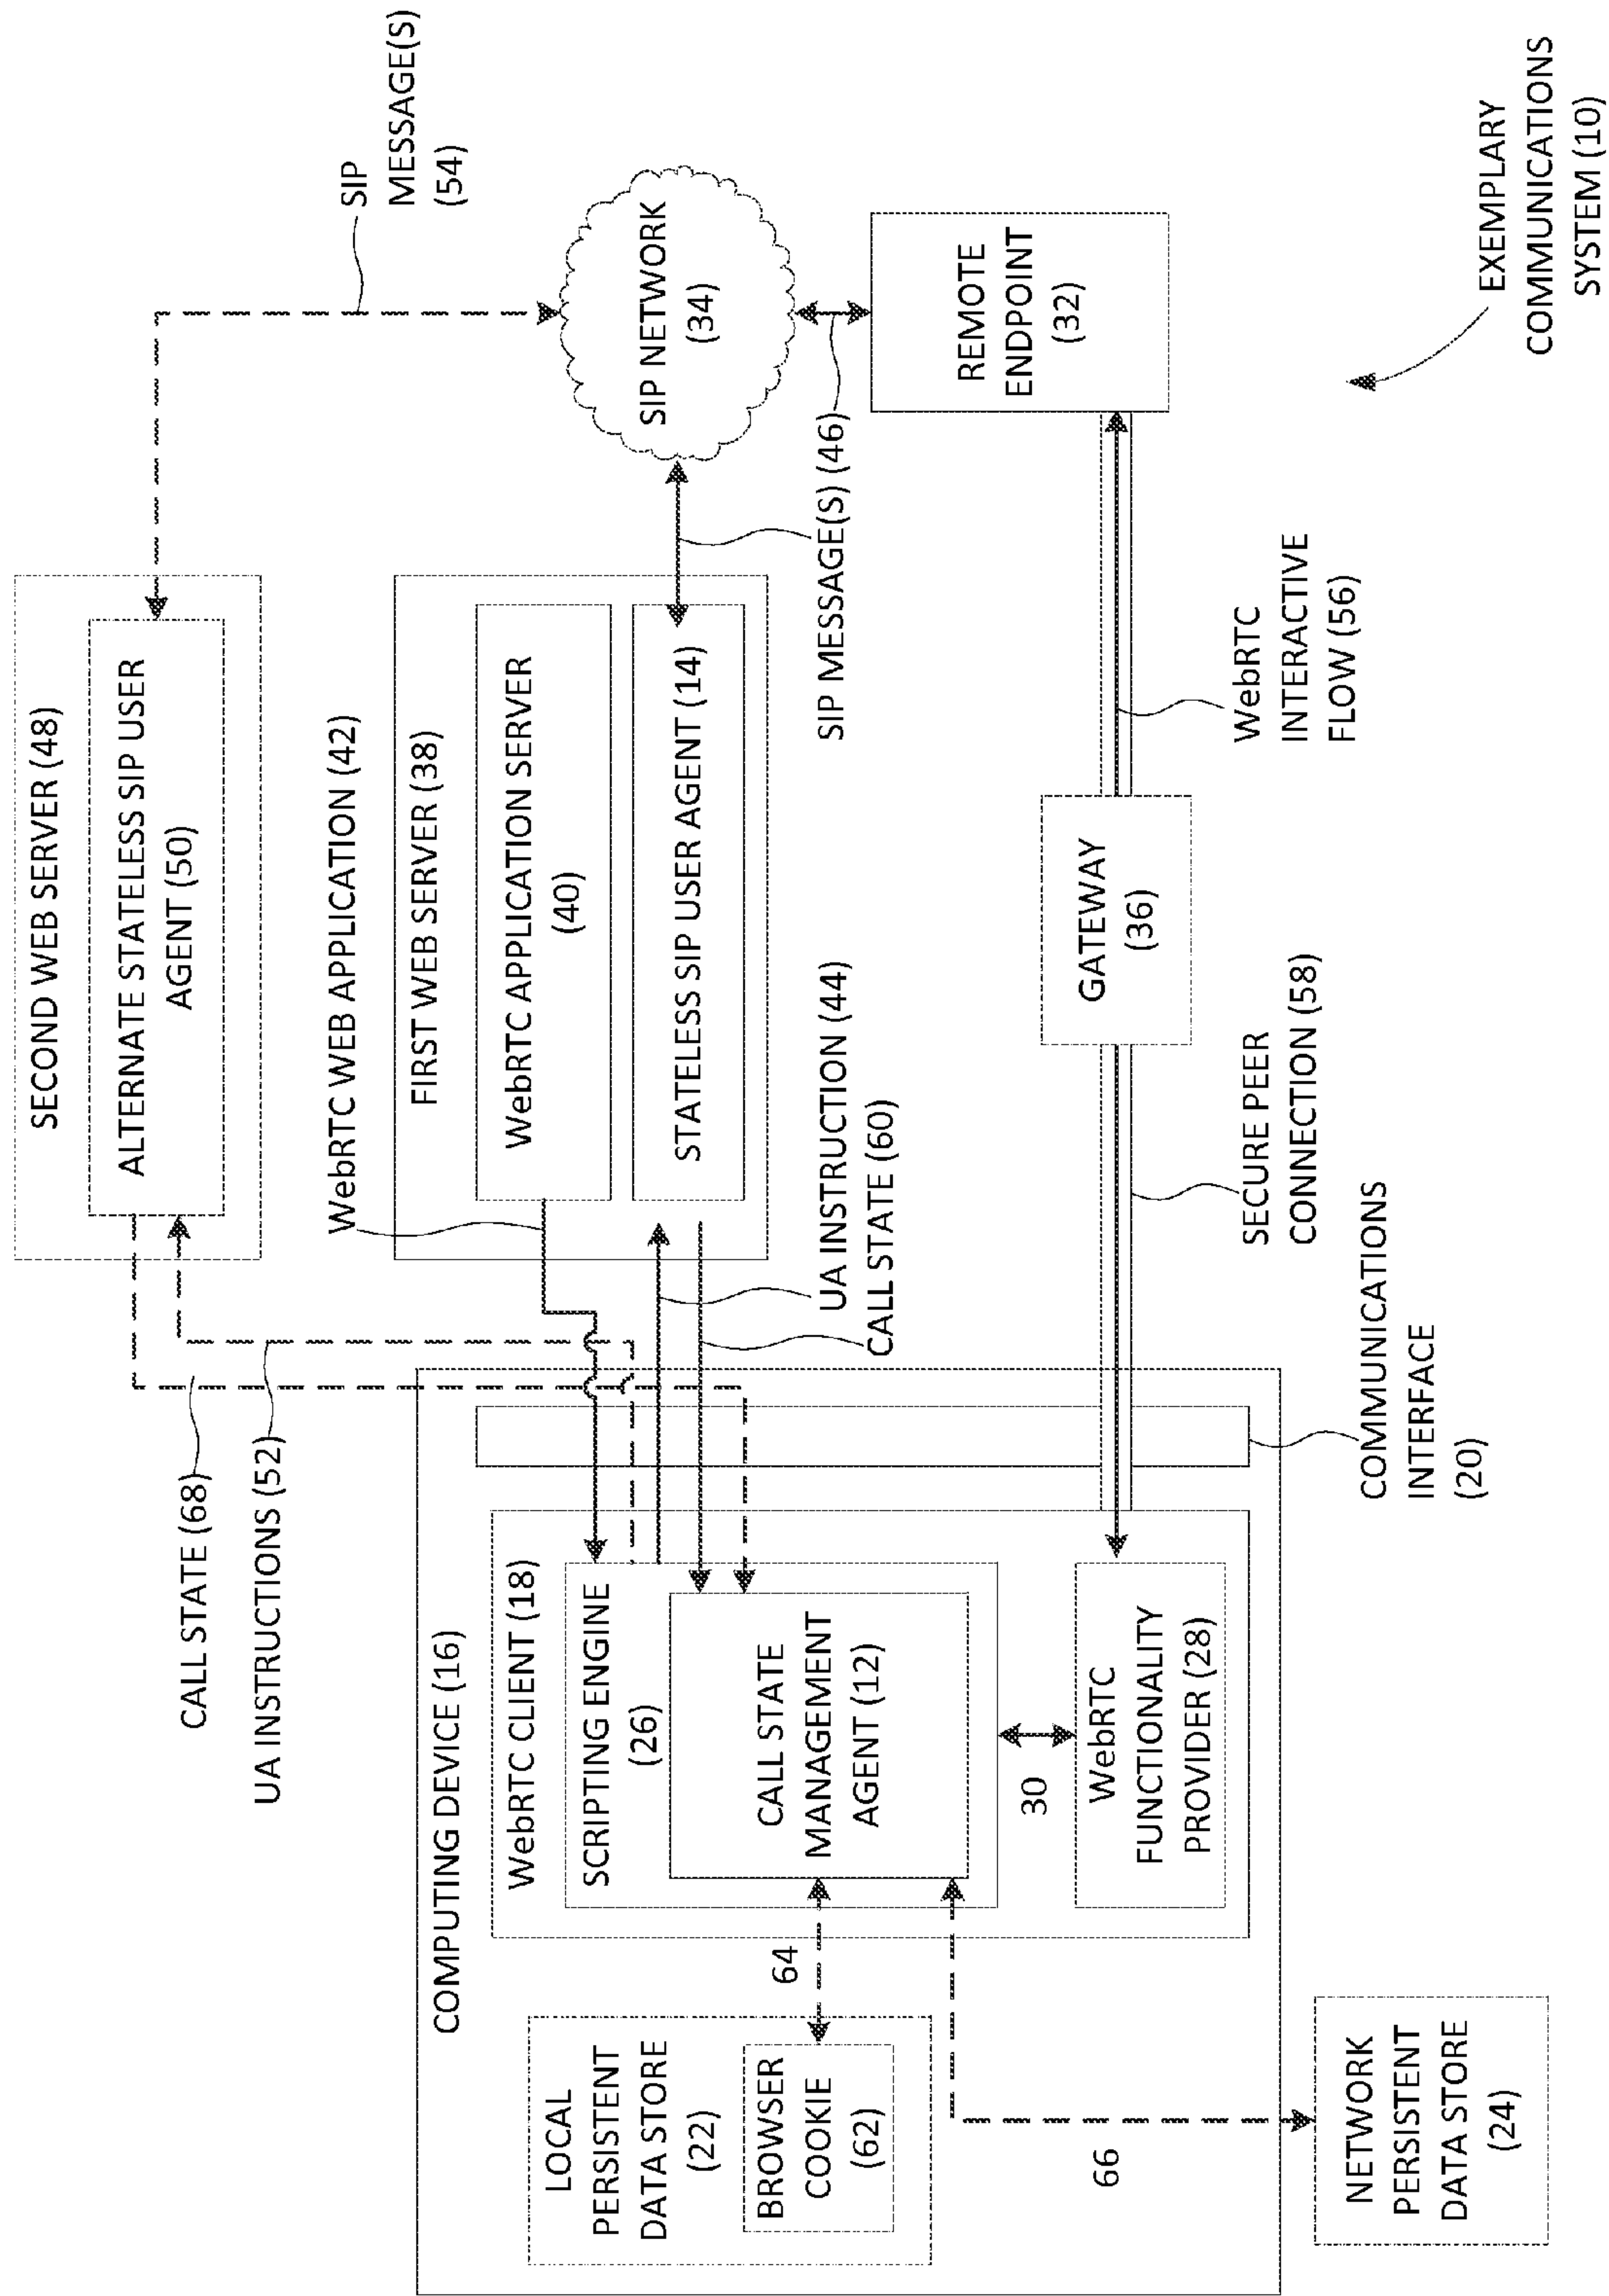 SECOND WEB SERVER (48)
ALTERNATE STATELESS SIP USER
AGENT (50)
SIP
MESSAGE(S)
(54)
CALL STATE (68)
UA INSTRUCTIONS (52)
WebRTC WEB APPLICATION (42)
FIRST WEB SERVER (38)
WebRTC APPLICATION SERVER
(40)
STATELESS SIP USER AGENT (14)
SIP NETWORK
(34)
COMPUTING DEVICE (16)
WebRTC CLIENT (18)
SCRIPTING ENGINE
(26)
CALL STATE
MANAGEMENT
AGENT (12)
LOCAL
PERSISTENT
DATA STORE
(22)
BROWSER
COOKIE
(62)
64
UA INSTRUCTION (44)
CALL STATE (60)
SIP MESSAGE(S) (46)
REMOTE
ENDPOINT
(32)
30
WebRTC
FUNCTIONALITY
PROVIDER (28)
GATEWAY
(36)
66
SECURE PEER
CONNECTION (58)
WebRTC
INTERACTIVE
FLOW (56)
COMMUNICATIONS
INTERFACE
(20)
NETWORK
PERSISTENT
DATA STORE
(24)
EXEMPLARY
COMMUNICATIONS
SYSTEM (10)